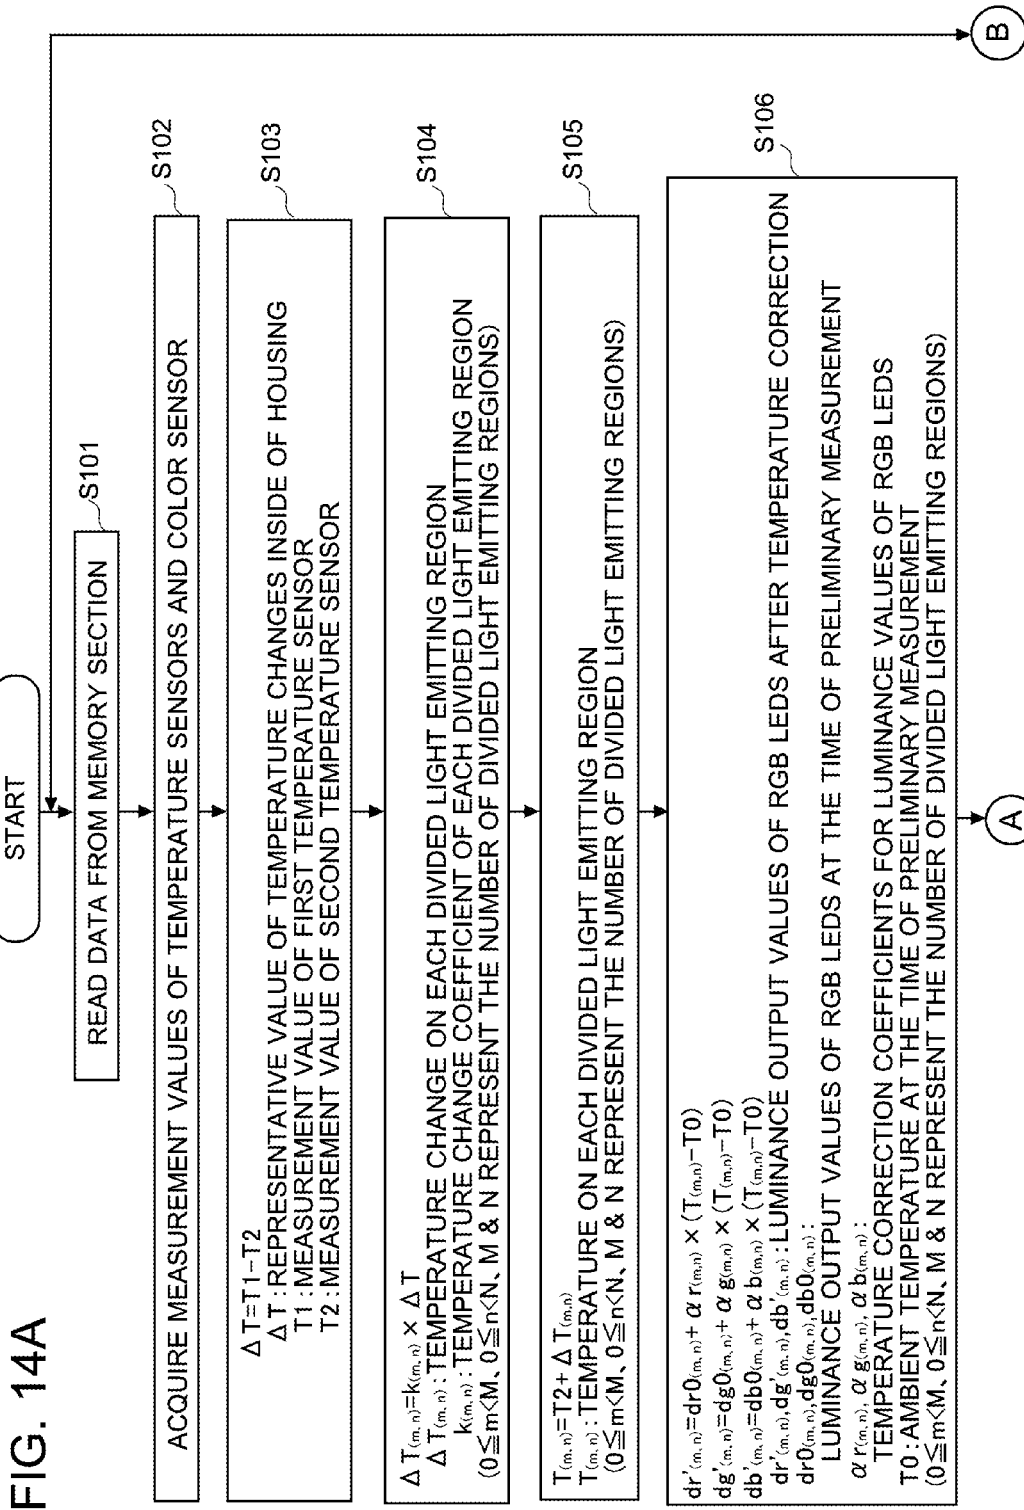 FIG. 14A
START
READ DATA FROM MEMORY SECTION
S101
ACQUIRE MEASUREMENT VALUES OF TEMPERATURE SENSORS AND COLOR SENSOR
S102
ΔT=T1-T2
ΔT:REPRESENTATIVE VALUE OF TEMPERATURE CHANGES INSIDE OF HOUSING
T1:MEASUREMENT VALUE OF FIRST TEMPERATURE SENSOR
T2:MEASUREMENT VALUE OF SECOND TEMPERATURE SENSOR
S103
ΔT(m,n)=k(m,n)×ΔT
ΔT(m,n):TEMPERATURE CHANGE ON EACH DIVIDED LIGHT EMITTING REGION
k(m,n):TEMPERATURE CHANGE COEFFICIENT OF EACH DIVIDED LIGHT EMITTING REGION
(0≦m<M、0≦n<N、M & N REPRESENT THE NUMBER OF DIVIDED LIGHT EMITTING REGIONS)
S104
T(m,n)=T2+ΔT(m,n)
T(m,n):TEMPERATURE ON EACH DIVIDED LIGHT EMITTING REGION
(0≦m<M、0≦n<N、M & N REPRESENT THE NUMBER OF DIVIDED LIGHT EMITTING REGIONS)
S105
dr'(m,n)=dr0(m,n)+αr(m,n)×(T(m,n)-T0)
dg'(m,n)=dg0(m,n)+αg(m,n)×(T(m,n)-T0)
db'(m,n)=db0(m,n)+αb(m,n)×(T(m,n)-T0)
dr'(m,n),dg'(m,n),db'(m,n):LUMINANCE OUTPUT VALUES OF RGB LEDS AFTER TEMPERATURE CORRECTION
dr0(m,n),dg0(m,n),db0(m,n):
LUMINANCE OUTPUT VALUES OF RGB LEDS AT THE TIME OF PRELIMINARY MEASUREMENT
αr(m,n),αg(m,n),αb(m,n):
TEMPERATURE CORRECTION COEFFICIENTS FOR LUMINANCE VALUES OF RGB LEDS
T0:AMBIENT TEMPERATURE AT THE TIME OF PRELIMINARY MEASUREMENT
(0≦m<M、0≦n<N、M & N REPRESENT THE NUMBER OF DIVIDED LIGHT EMITTING REGIONS)
S106
A
B